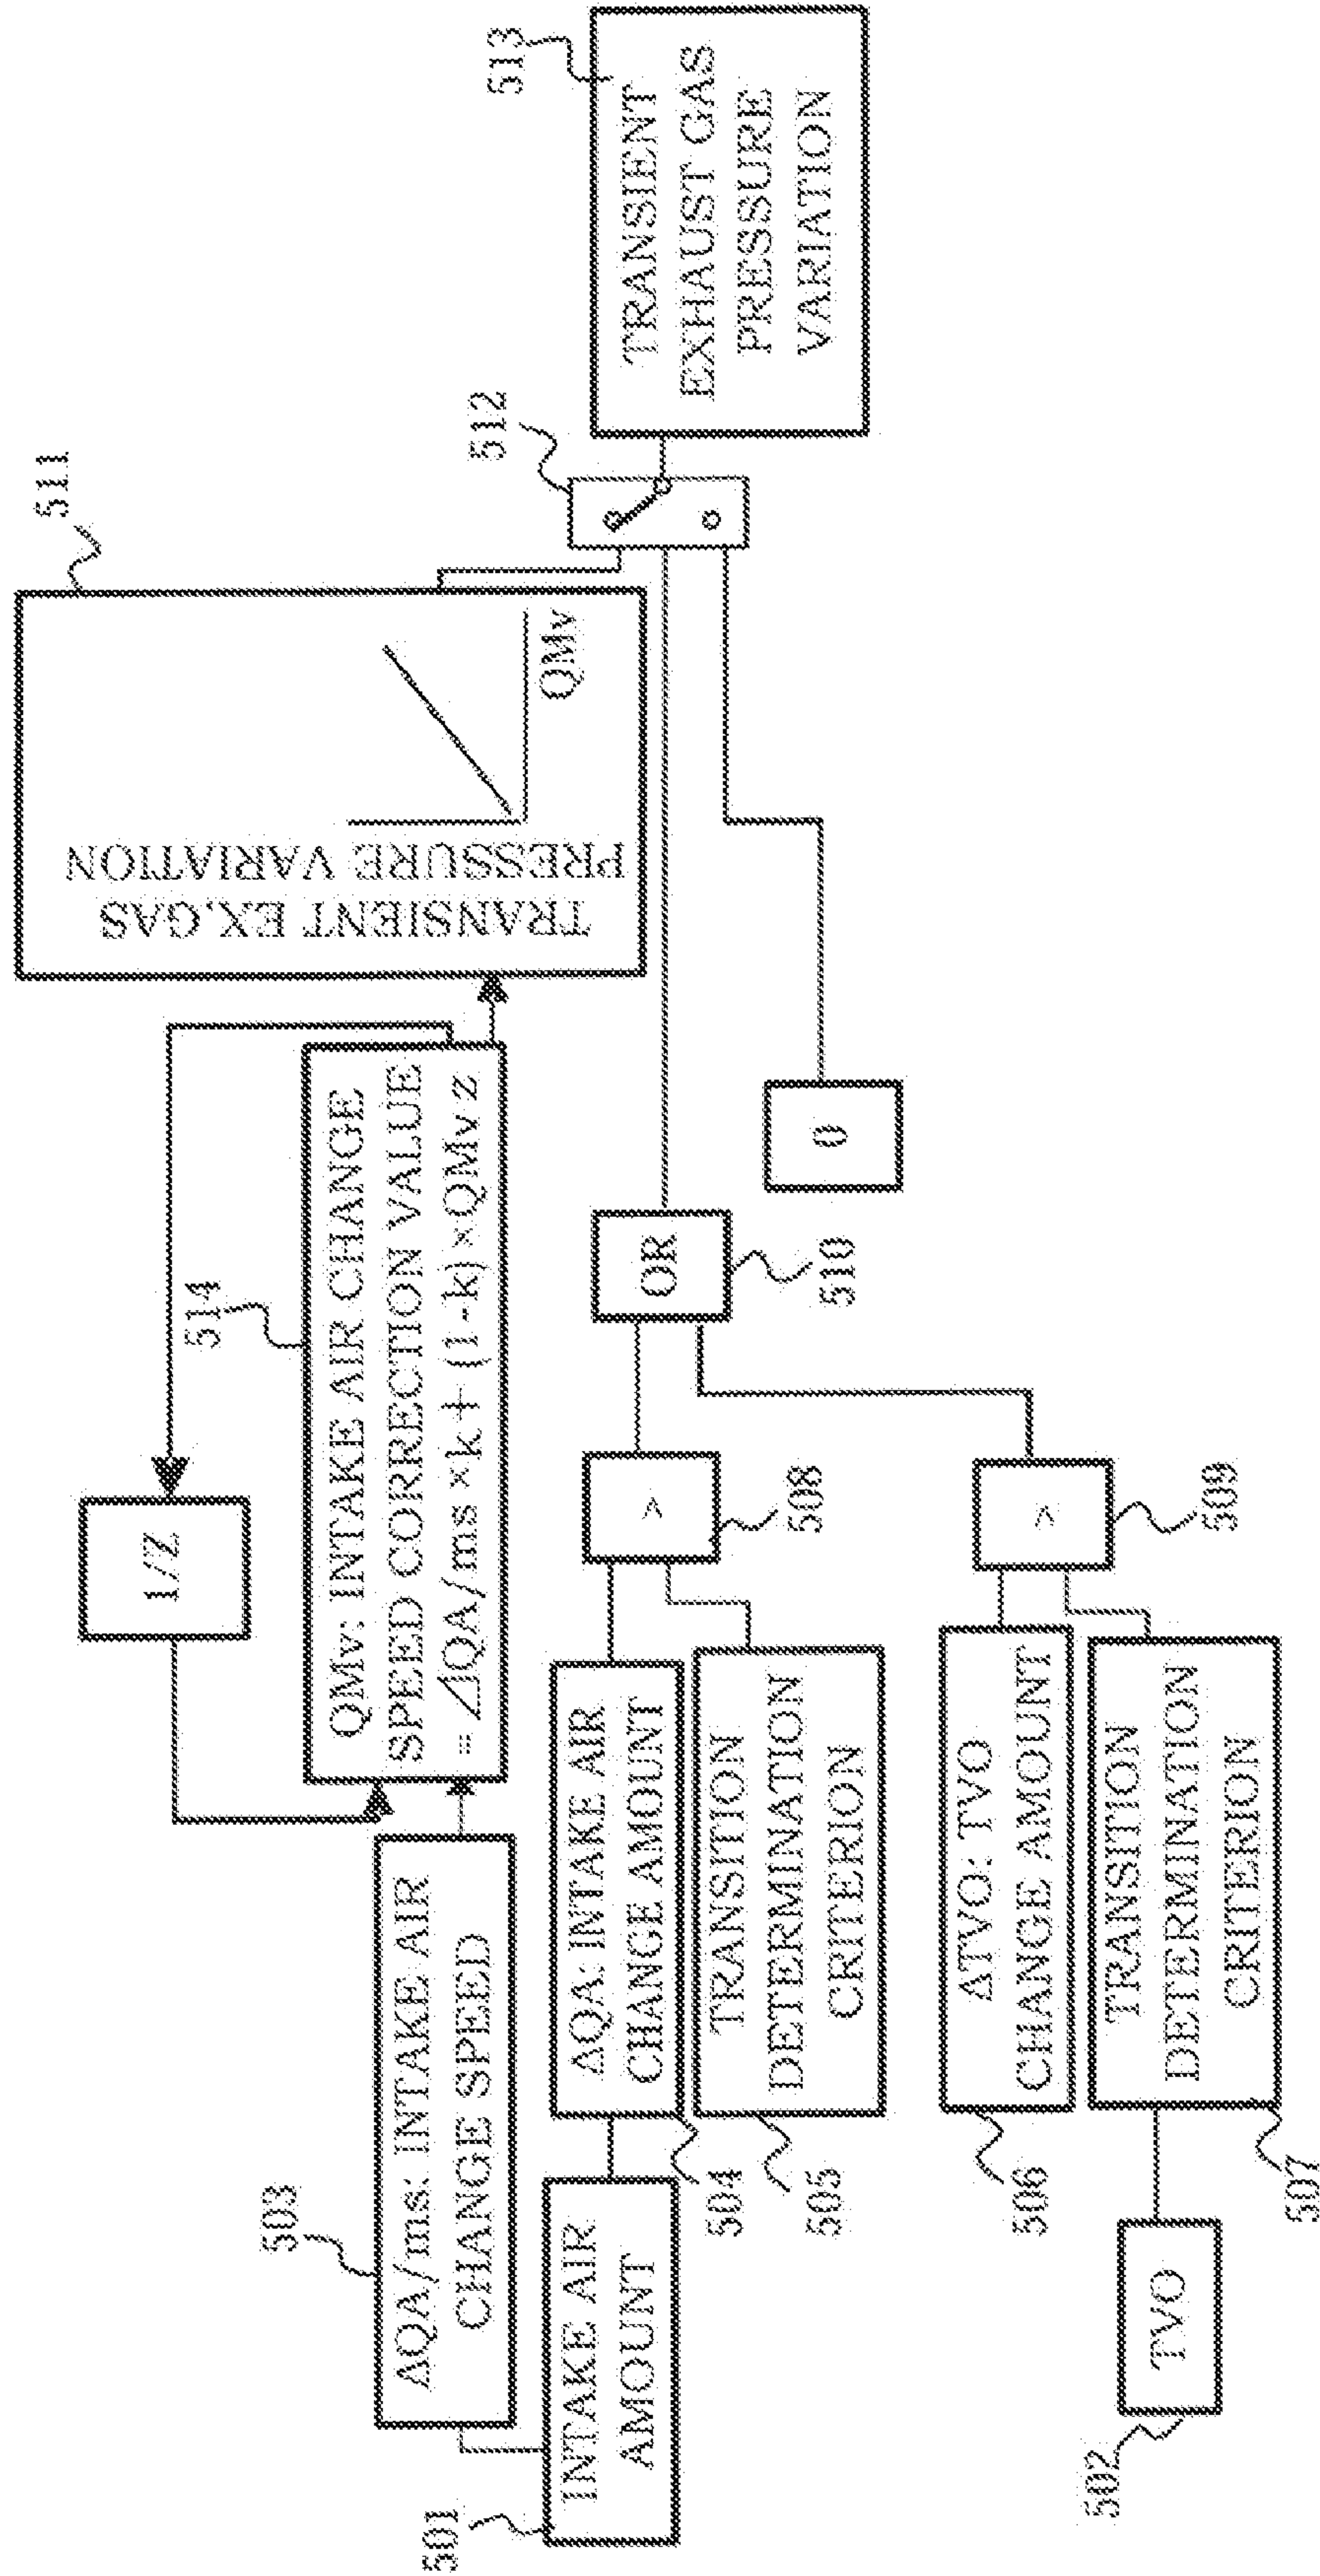 511
TRANSIENT EX.GAS
PRESSURE VARIATION
QMv
1/Z
514
QMv: INTAKE AIR CHANGE
SPEED CORRECTION VALUE
= ⊿QA/ms×k+(1-k)×QMv z
503
ΔQA/ms: INTAKE AIR
CHANGE SPEED
512
513
TRANSIENT
EXHAUST GAS
PRESSURE
VARIATION
501
INTAKE AIR
AMOUNT
ΔQA: INTAKE AIR
CHANGE AMOUNT
504
TRANSITION
DETERMINATION
CRITERION
505
>
508
OR
510
0
ΔTVO: TVO
CHANGE AMOUNT
506
TRANSITION
DETERMINATION
CRITERION
507
509
502
TVO